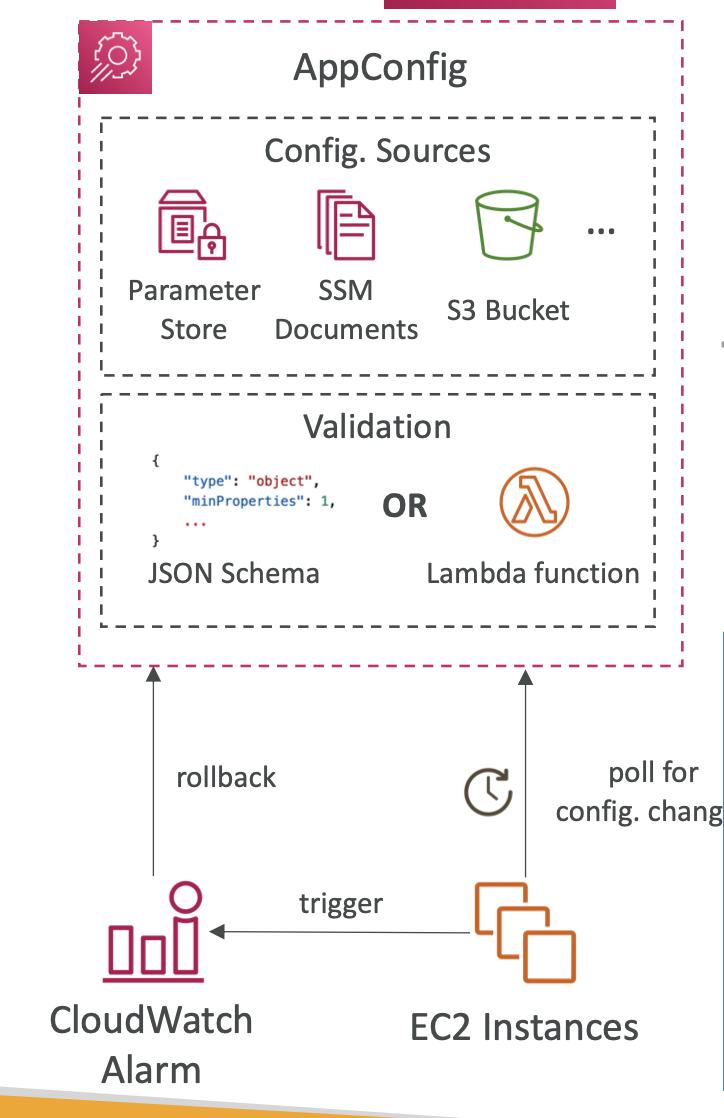 AppConfig
Config. Sources
Parameter
Store
SSM
Documents
S3 Bucket
...
Validation
{
"type": "object",
"minProperties": 1,
...
}
JSON Schema
OR
Lambda function
rollback
poll for
config. chang
trigger
CloudWatch
Alarm
EC2 Instances